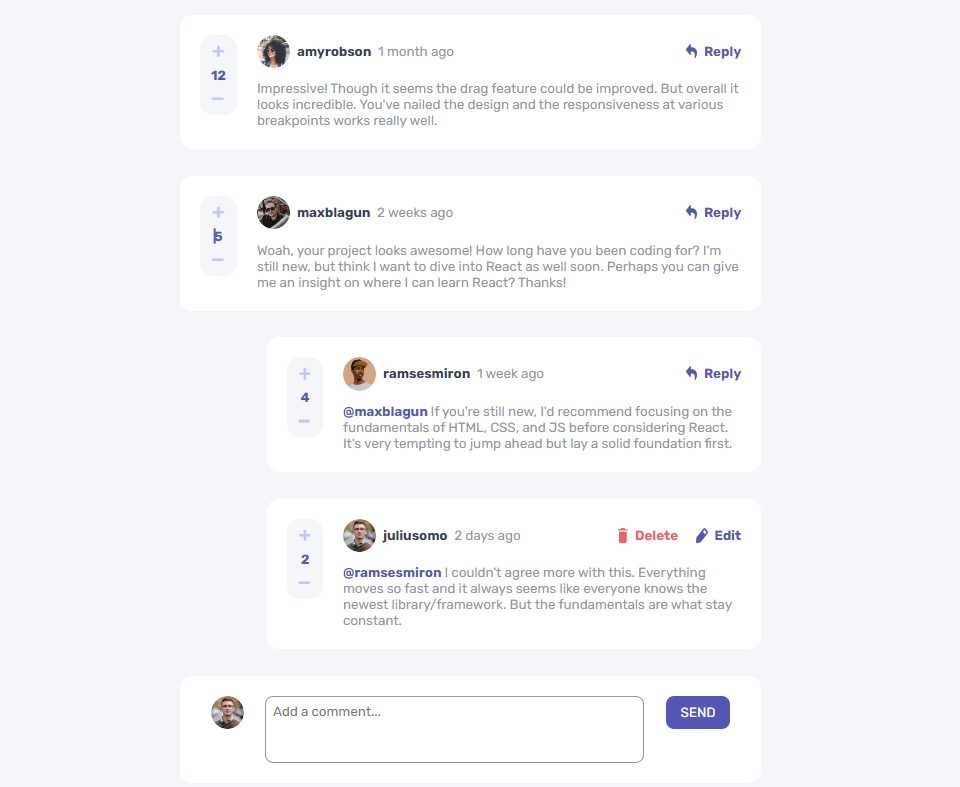 +
12
−
amyrobson 1 month ago
Reply
Impressive! Though it seems the drag feature could be improved. But overall it
looks incredible. You've nailed the design and the responsiveness at various
breakpoints works really well.
+
5
−
maxblagun 2 weeks ago
Reply
Woah, your project looks awesome! How long have you been coding for? I'm
still new, but think I want to dive into React as well soon. Perhaps you can give
me an insight on where I can learn React? Thanks!
+
4
−
ramsesmiron 1 week ago
Reply
@maxblagun If you're still new, I'd recommend focusing on the
fundamentals of HTML, CSS, and JS before considering React.
It's very tempting to jump ahead but lay a solid foundation first.
+
2
−
juliusomo 2 days ago
Delete
Edit
@ramsesmiron I couldn't agree more with this. Everything
moves so fast and it always seems like everyone knows the
newest library/framework. But the fundamentals are what stay
constant.
Add a comment...
SEND